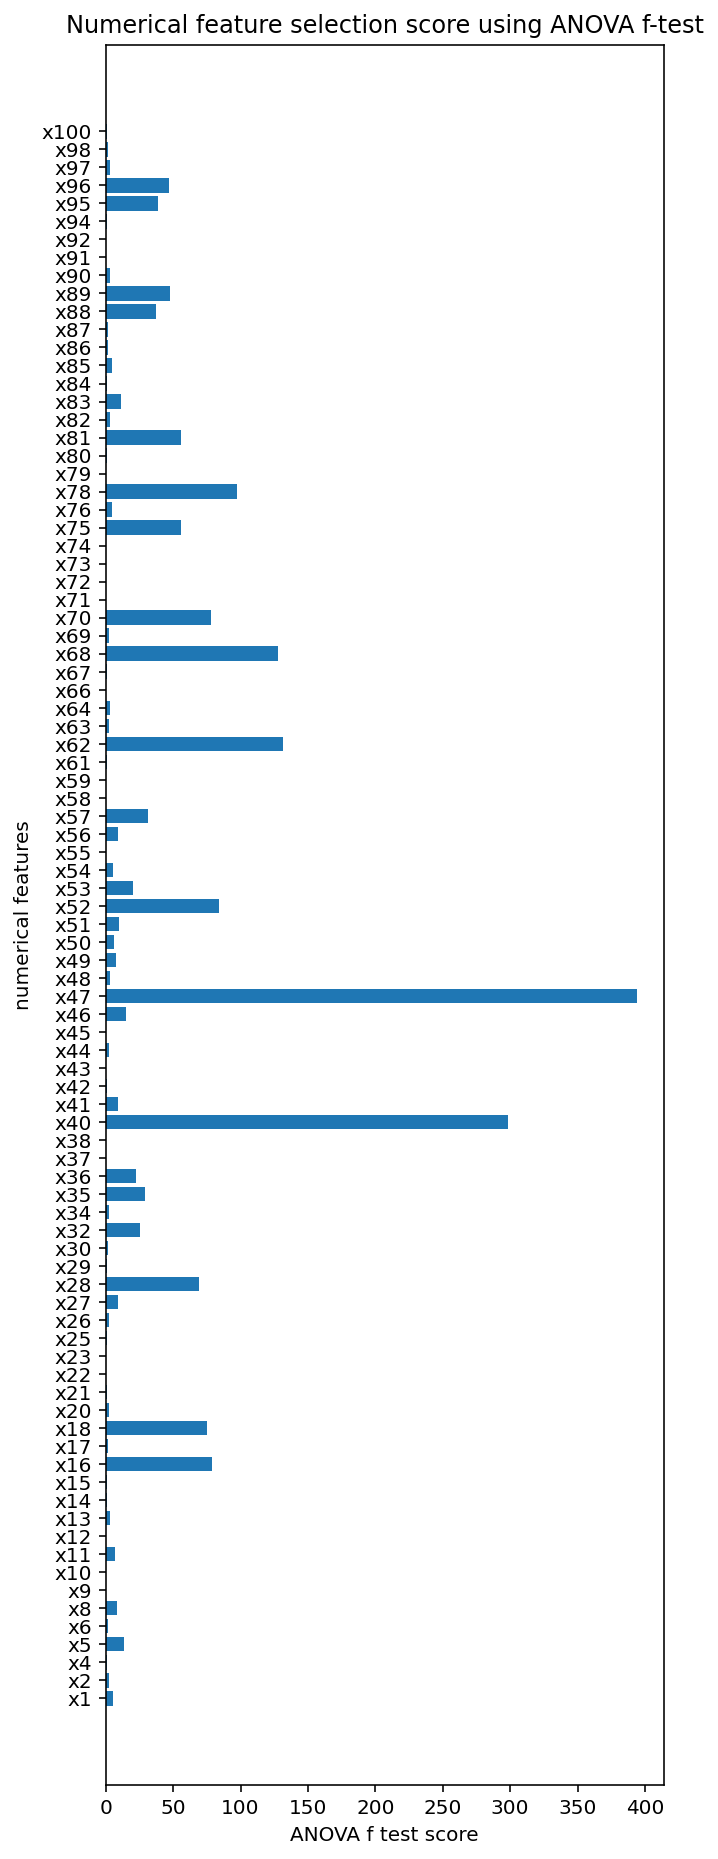 Numerical feature selection score using ANOVA f-test
x100
x98
x97
x96
x95
x94
x92
x91
x90
x89
x88
x87
x86
x85
x84
x83
x82
x81
x80
x79
x78
x76
x75
x74
x73
x72
x71
x70
x69
x68
x67
x66
x64
x63
x62
x61
x59
x58
x57
x56
x55
x54
x53
x52
x51
x50
x49
x48
x47
x46
x45
x44
x43
x42
x41
x40
x38
x37
x36
x35
x34
x32
x30
x29
x28
x27
x26
x25
x23
x22
x21
x20
x18
x17
x16
x15
x14
x13
x12
x11
x10
x9
x8
x6
x5
x4
x2
x1
numerical features
0 50 100 150 200 250 300 350 400
ANOVA f test score